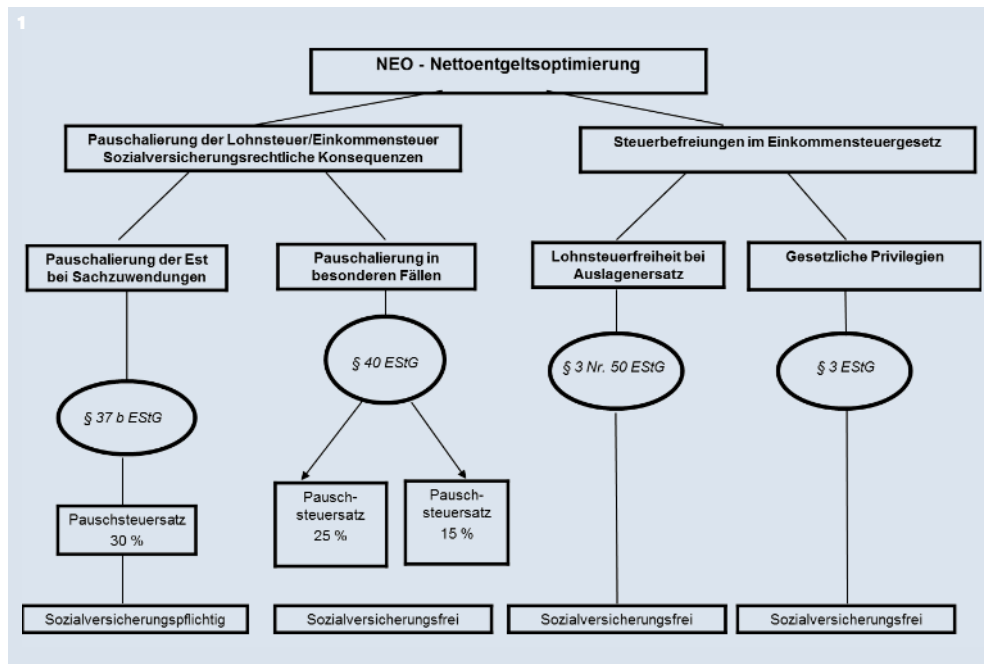 1
NEO - Nettoentgeltsoptimierung
Pauschalierung der Lohnsteuer/Einkommensteuer
Sozialversicherungsrechtliche Konsequenzen
Steuerbefreiungen im Einkommensteuergesetz
Pauschalierung der Est
bei Sachzuwendungen
Pauschalierung in
besonderen Fällen
Lohnsteuerfreiheit bei
Auslagenersatz
Gesetzliche Privilegien
§ 37 b EStG
§ 40 EStG
§ 3 Nr. 50 EStG
§ 3 EStG
Pauschsteuersatz
30 %
Pausch-
steuersatz
25 %
Pausch-
steuersatz
15 %
Sozialversicherungspflichtig
Sozialversicherungsfrei
Sozialversicherungsfrei
Sozialversicherungsfrei